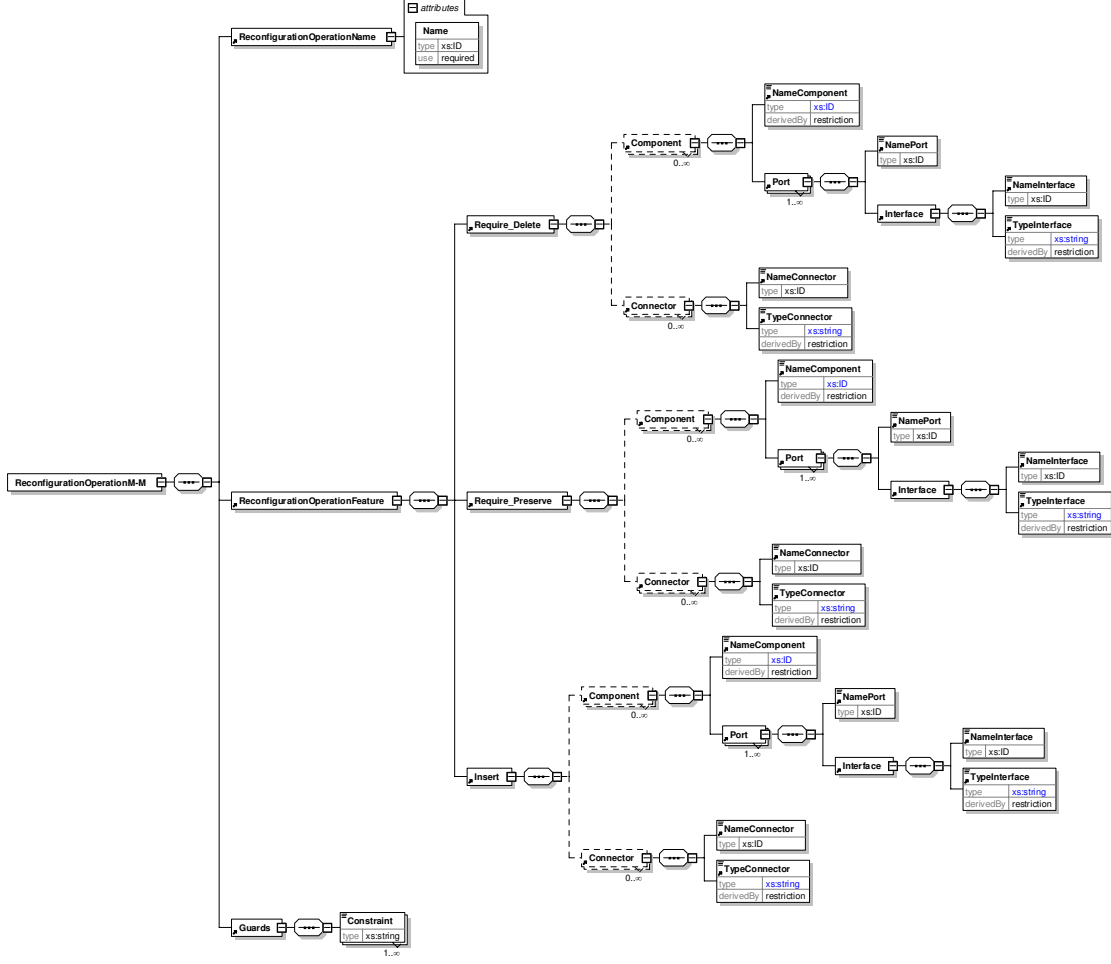 attributes
ReconfigurationOperationName
Name
type xs:ID
use required
NameComponent
type xs:ID
derivedBy restriction
Component
0..∞
NamePort
type xs:ID
Port
1..∞
NameInterface
type xs:ID
Interface
TypeInterface
type xs:string
derivedBy restriction
Require_Delete
NameConnector
type xs:ID
Connector
0..∞
TypeConnector
type xs:string
derivedBy restriction
NameComponent
type xs:ID
derivedBy restriction
Component
0..∞
NamePort
type xs:ID
Port
1..∞
NameInterface
type xs:ID
Interface
TypeInterface
type xs:string
derivedBy restriction
ReconfigurationOperationM-M
ReconfigurationOperationFeature
Require_Preserve
NameConnector
type xs:ID
Connector
0..∞
TypeConnector
type xs:string
derivedBy restriction
NameComponent
type xs:ID
derivedBy restriction
Component
0..∞
NamePort
type xs:ID
Port
1..∞
NameInterface
type xs:ID
Interface
TypeInterface
type xs:string
derivedBy restriction
Insert
NameConnector
type xs:ID
Connector
0..∞
TypeConnector
type xs:string
derivedBy restriction
Guards
Constraint
type xs:string
1..∞